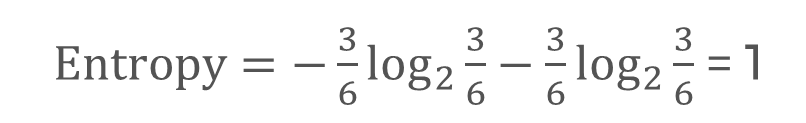 Entropy = − 3/6 log₂ 3/6 − 3/6 log₂ 3/6 = 1